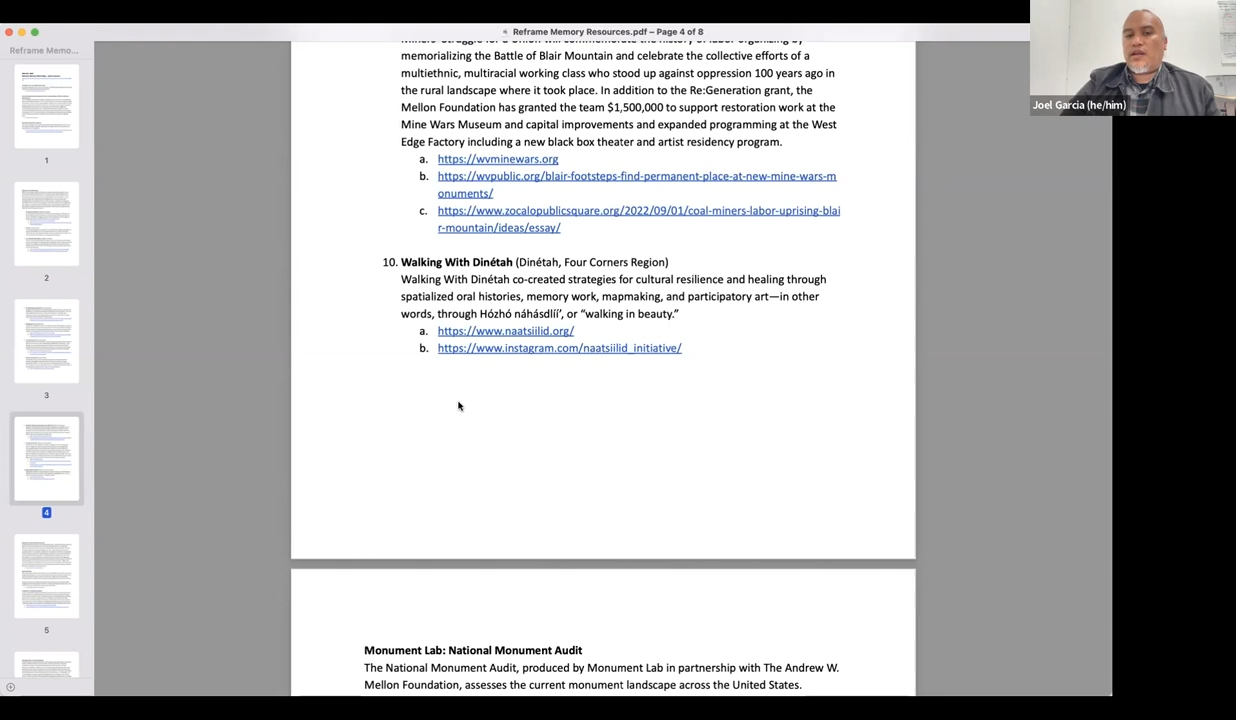 Reframe Memory Resources.pdf – Page 4 of 8
Reframe Memo...
1
2
3
4
5
Joel Garcia (he/him)
memorializing the Battle of Blair Mountain and celebrate the collective efforts of a
multiethnic, multiracial working class who stood up against oppression 100 years ago in
the rural landscape where it took place. In addition to the Re:Generation grant, the
Mellon Foundation has granted the team $1,500,000 to support restoration work at the
Mine Wars Museum and capital improvements and expanded programming at the West
Edge Factory including a new black box theater and artist residency program.
a. https://wvminewars.org
b. https://wvpublic.org/blair-footsteps-find-permanent-place-at-new-mine-wars-m
onuments/
c. https://www.zocalopublicsquare.org/2022/09/01/coal-miners-labor-uprising-blai
r-mountain/ideas/essay/
10. Walking With Dinétah (Dinétah, Four Corners Region)
Walking With Dinétah co-created strategies for cultural resilience and healing through
spatialized oral histories, memory work, mapmaking, and participatory art—in other
words, through Hózhó náhásdlíí’, or “walking in beauty.”
a. https://www.naatsiilid.org/
b. https://www.instagram.com/naatsiilid_initiative/
Monument Lab: National Monument Audit
The National Monument Audit, produced by Monument Lab in partnership with The Andrew W.
Mellon Foundation, assesses the current monument landscape across the United States.